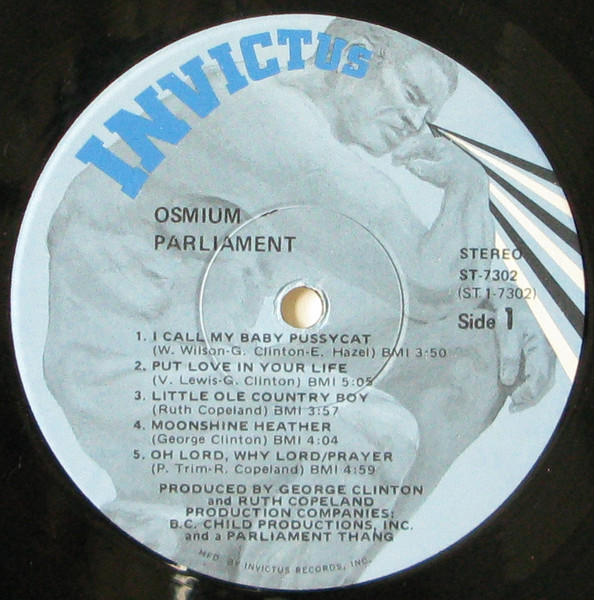 INVICTUS
OSMIUM
PARLIAMENT
STEREO
ST-7302
(ST 1-7302)
Side 1
1. I CALL MY BABY PUSSYCAT
(W. Wilson-G. Clinton-E. Hazel) BMI 3:50
2. PUT LOVE IN YOUR LIFE
(V. Lewis-G. Clinton) BMI 5:05
3. LITTLE OLE COUNTRY BOY
(Ruth Copeland) BMI 3:57
4. MOONSHINE HEATHER
(George Clinton) BMI 4:04
5. OH LORD, WHY LORD/PRAYER
(P. Trim-R. Copeland) BMI 4:59
PRODUCED BY GEORGE CLINTON
and RUTH COPELAND
PRODUCTION COMPANIES:
B.C. CHILD PRODUCTIONS, INC.
and a PARLIAMENT THANG
MFD. BY INVICTUS RECORDS, INC.